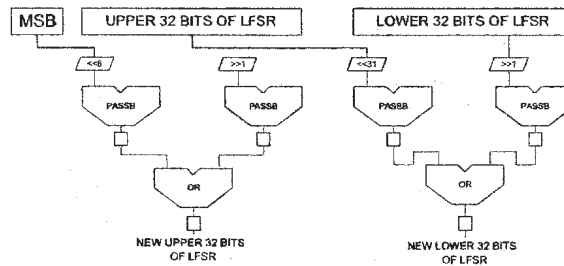 MSB UPPER 32 BITS OF LFSR LOWER 32 BITS OF LFSR
<<6 >>1 <<31 >>1
PASSB PASSB PASSB PASSB
OR OR
NEW UPPER 32 BITS NEW LOWER 32 BITS
OF LFSR OF LFSR